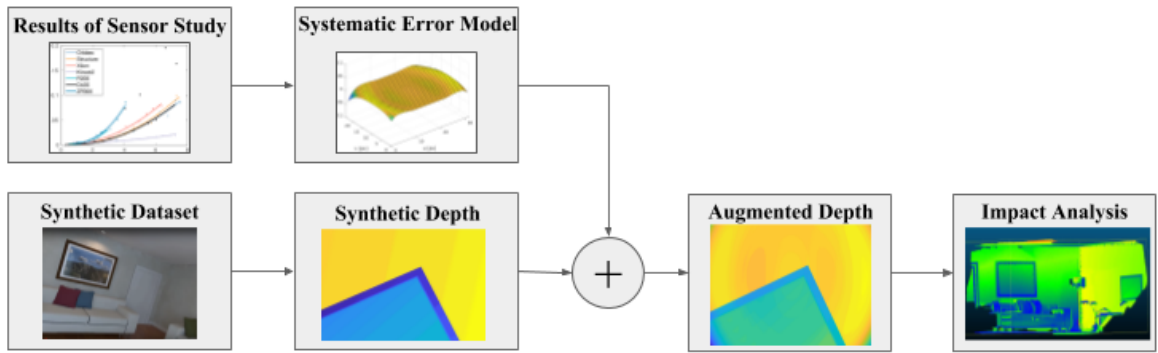 Results of Sensor Study
Systematic Error Model
Synthetic Dataset
Synthetic Depth
+
Augmented Depth
Impact Analysis